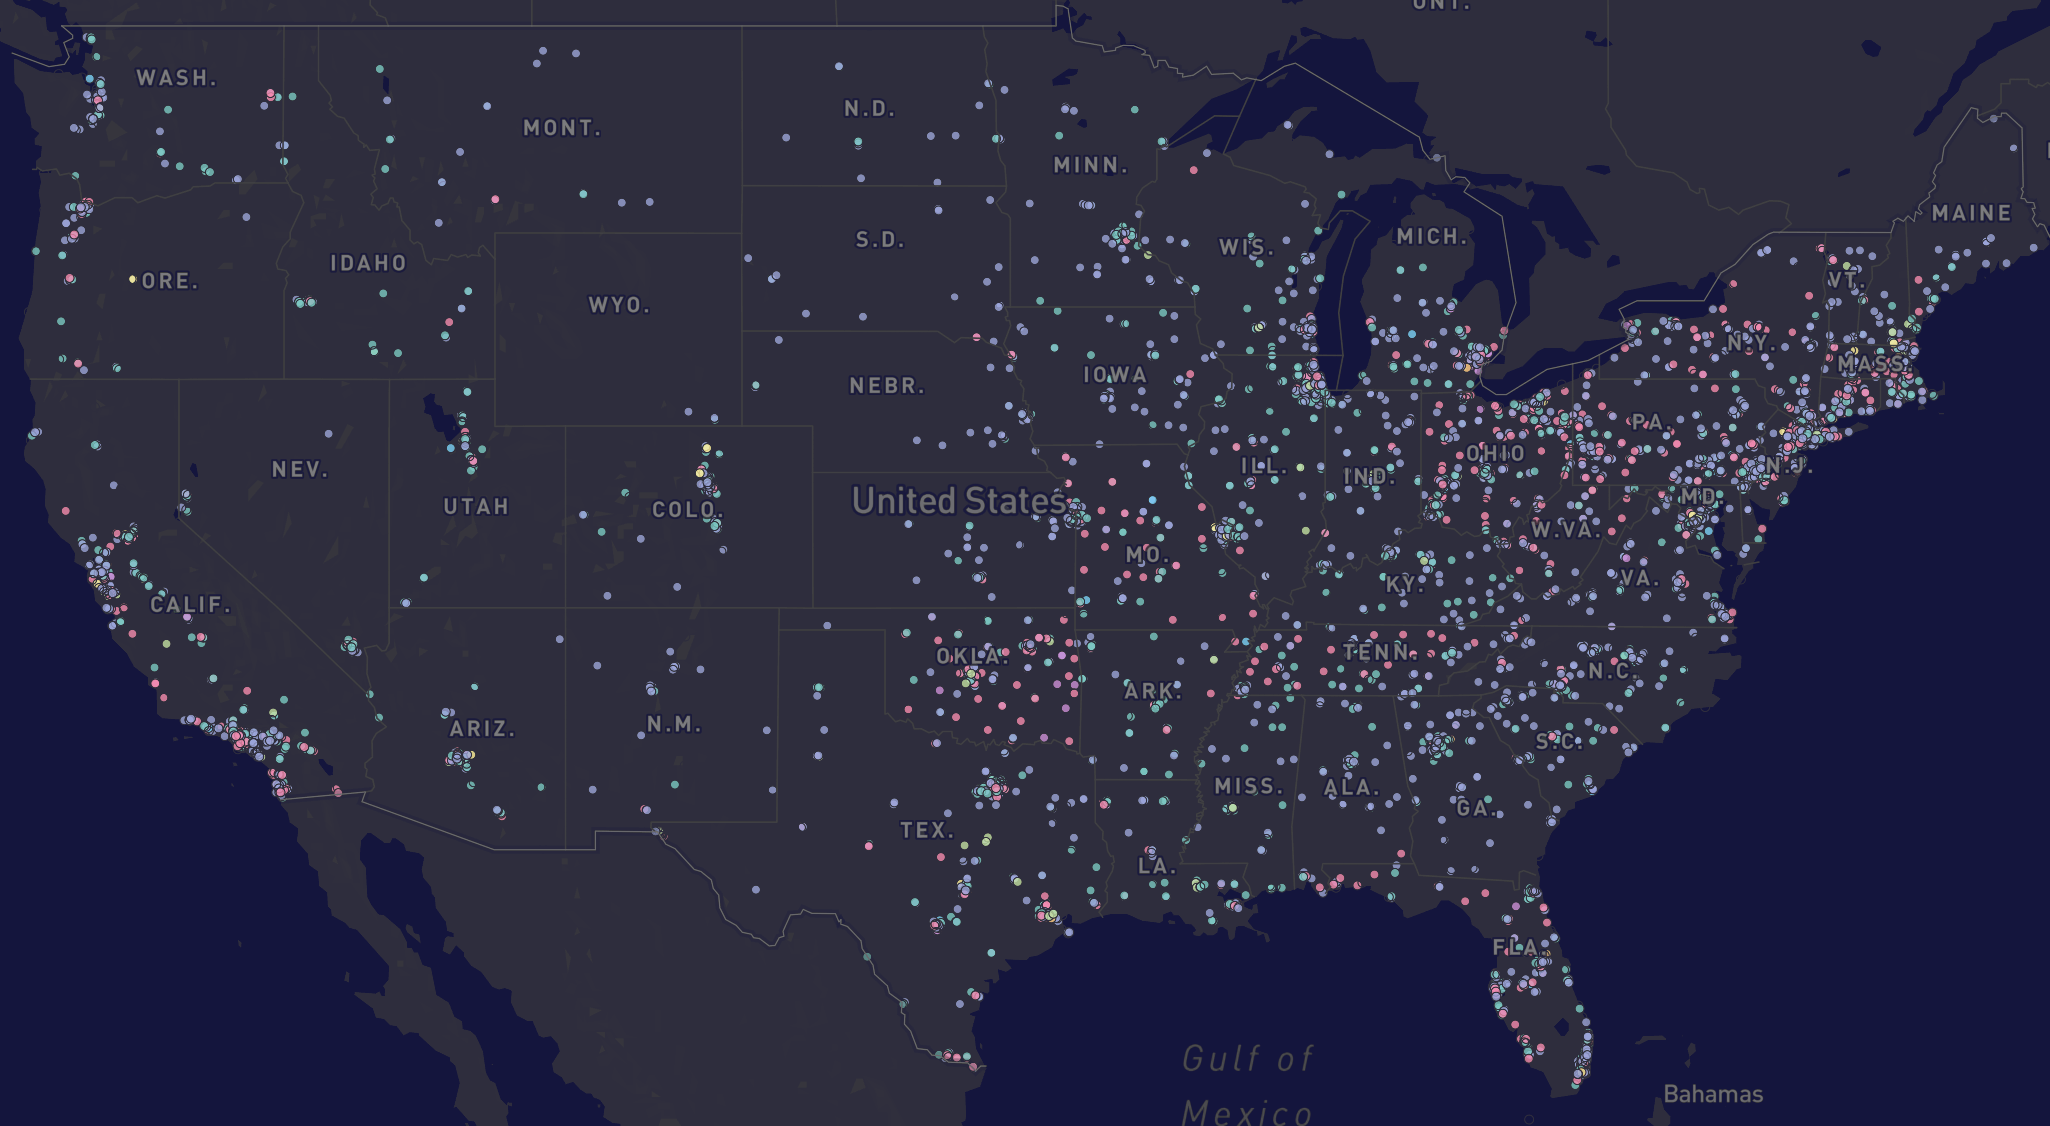 ONT.
WASH.
N.D.
MONT.
MINN.
MAINE
MICH.
S.D.
WIS.
IDAHO
ORE.
VT.
WYO.
N.Y.
MASS.
IOWA
NEBR.
PA.
OHIO
NEV.
ILL.
N.J.
IND.
United States
MD.
UTAH
COLO.
W.VA.
MO.
VA.
KY.
CALIF.
TENN.
OKLA.
N.C.
ARK.
N.M.
ARIZ.
S.C.
MISS.
ALA.
GA.
TEX.
LA.
FLA.
Gulf of
Mexico
Bahamas